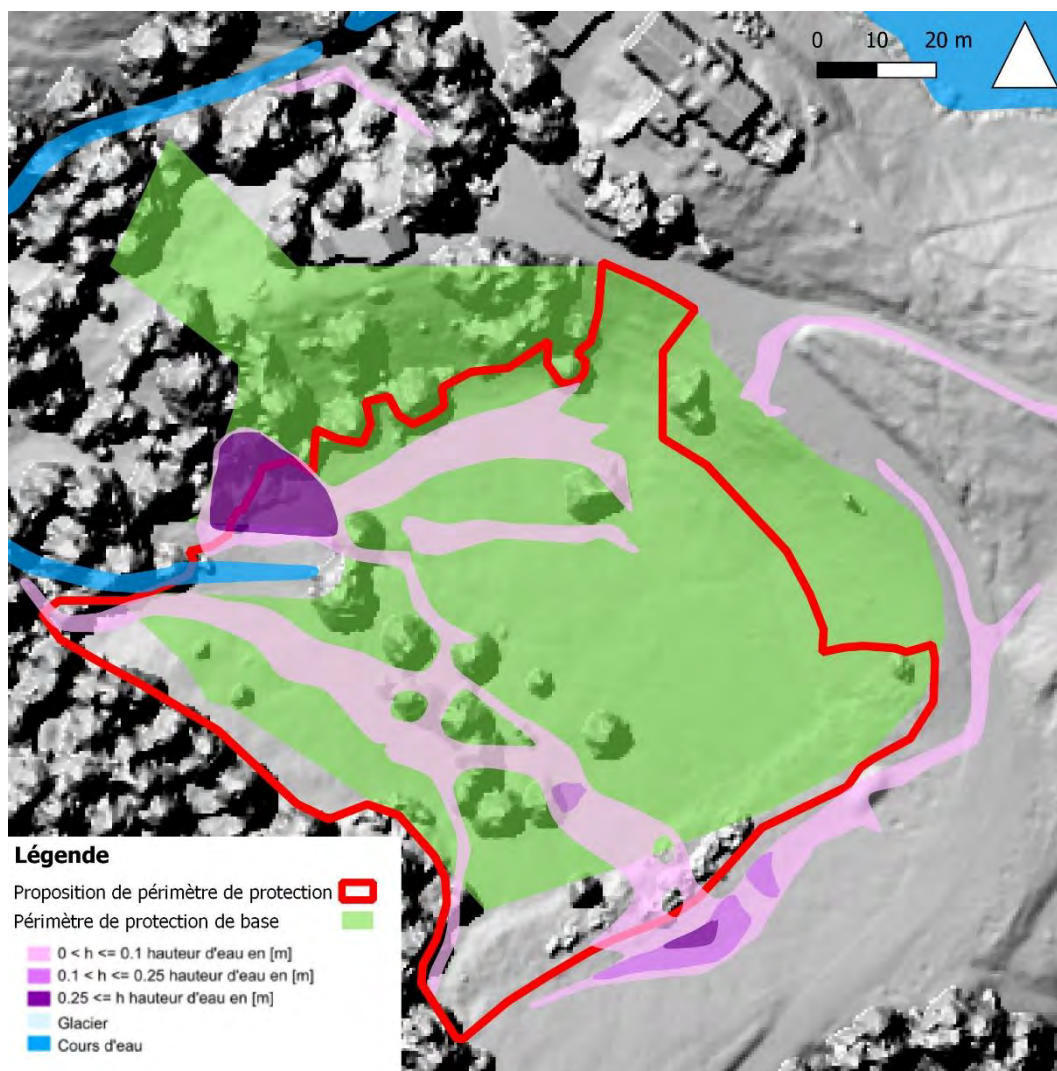 0 10 20 m
Légende
Proposition de périmètre de protection
Périmètre de protection de base
0 < h <= 0.1 hauteur d'eau en [m]
0.1 < h <= 0.25 hauteur d'eau en [m]
0.25 <= h hauteur d'eau en [m]
Glacier
Cours d'eau